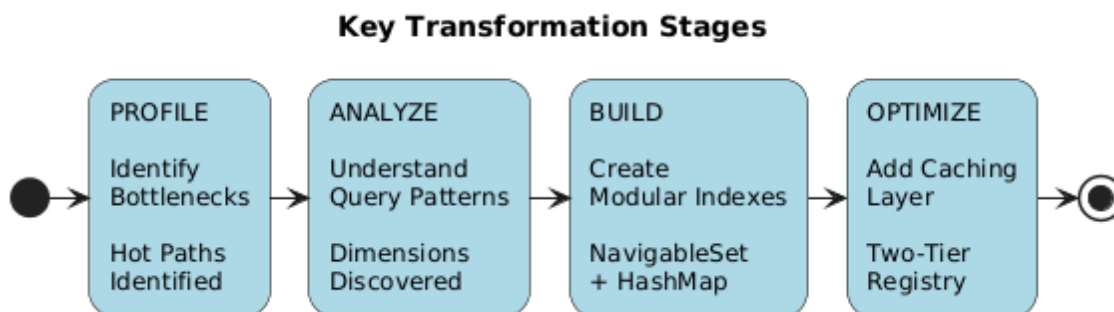 Key Transformation Stages
PROFILE
Identify
Bottlenecks
Hot Paths
Identified
ANALYZE
Understand
Query Patterns
Dimensions
Discovered
BUILD
Create
Modular Indexes
NavigableSet
+ HashMap
OPTIMIZE
Add Caching
Layer
Two-Tier
Registry